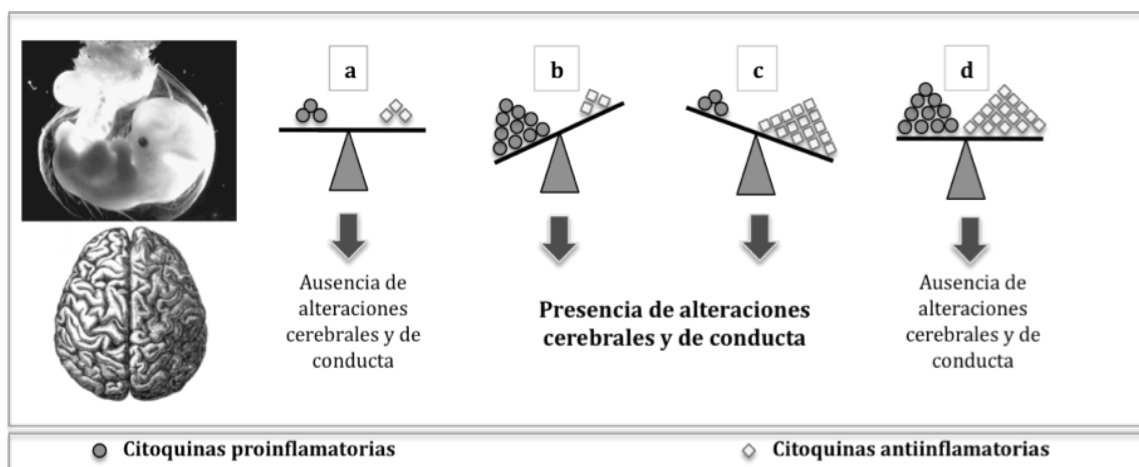 a
b
c
d
Ausencia de
alteraciones
cerebrales y de
conducta
Presencia de alteraciones
cerebrales y de conducta
Ausencia de
alteraciones
cerebrales y de
conducta
Citoquinas proinflamatorias
Citoquinas antiinflamatorias